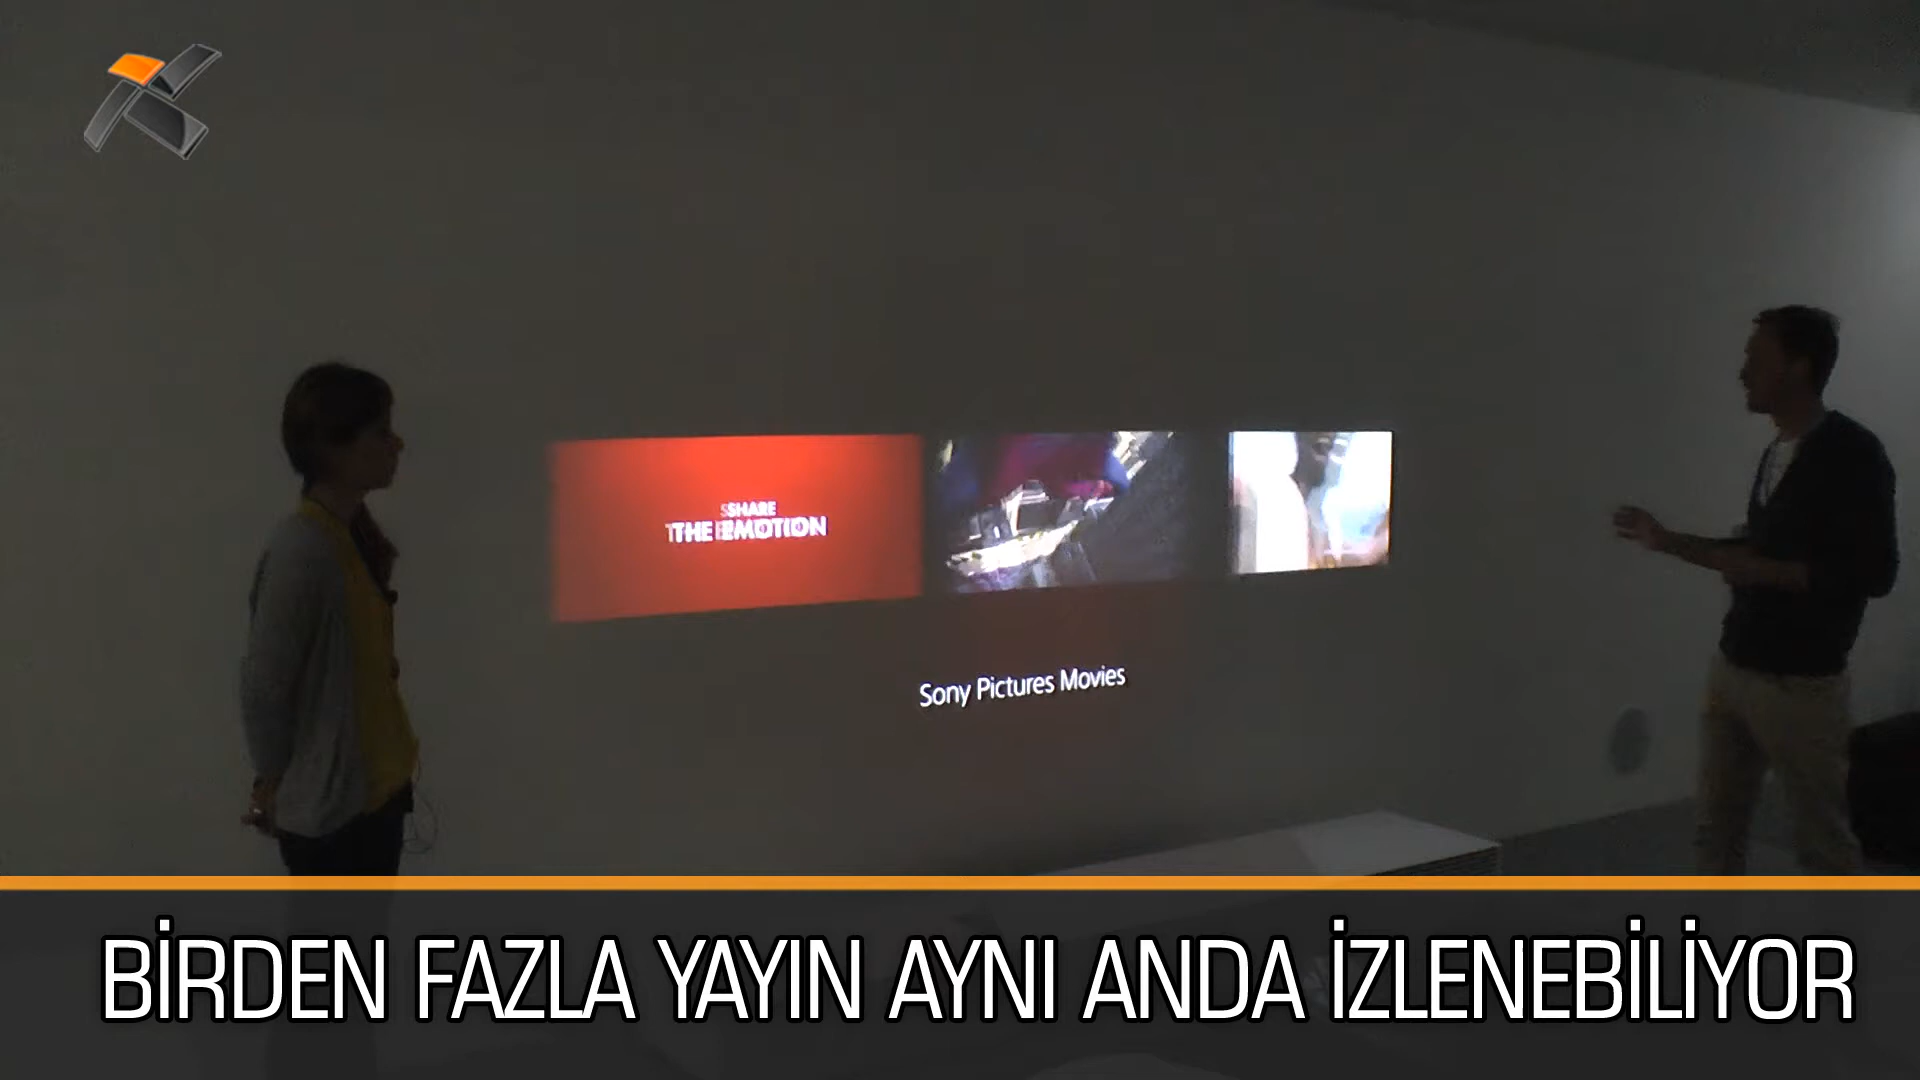 SHARE
THE EMOTION
Sony Pictures Movies
BİRDEN FAZLA YAYIN AYNI ANDA İZLENEBİLİYOR